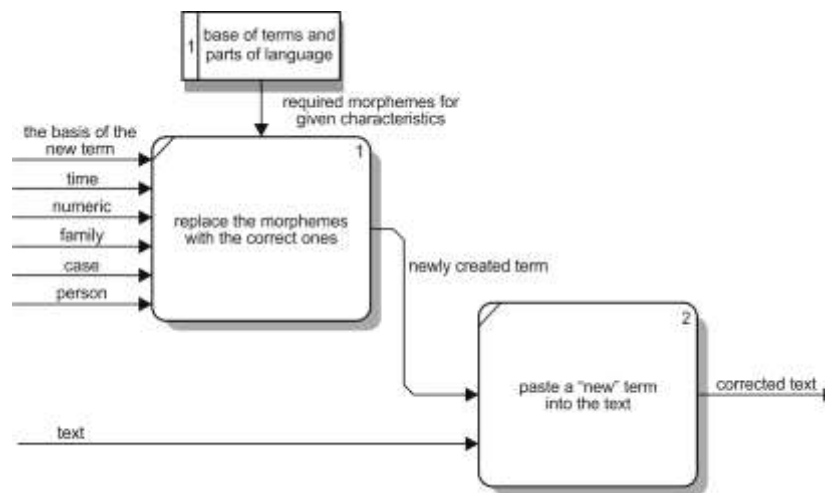 1
base of terms and
parts of language
required morphemes for
given characteristics
the basis of the
new term
time
numeric
family
case
person
1
replace the morphemes
with the correct ones
newly created term
2
paste a “new” term
into the text
corrected text
text